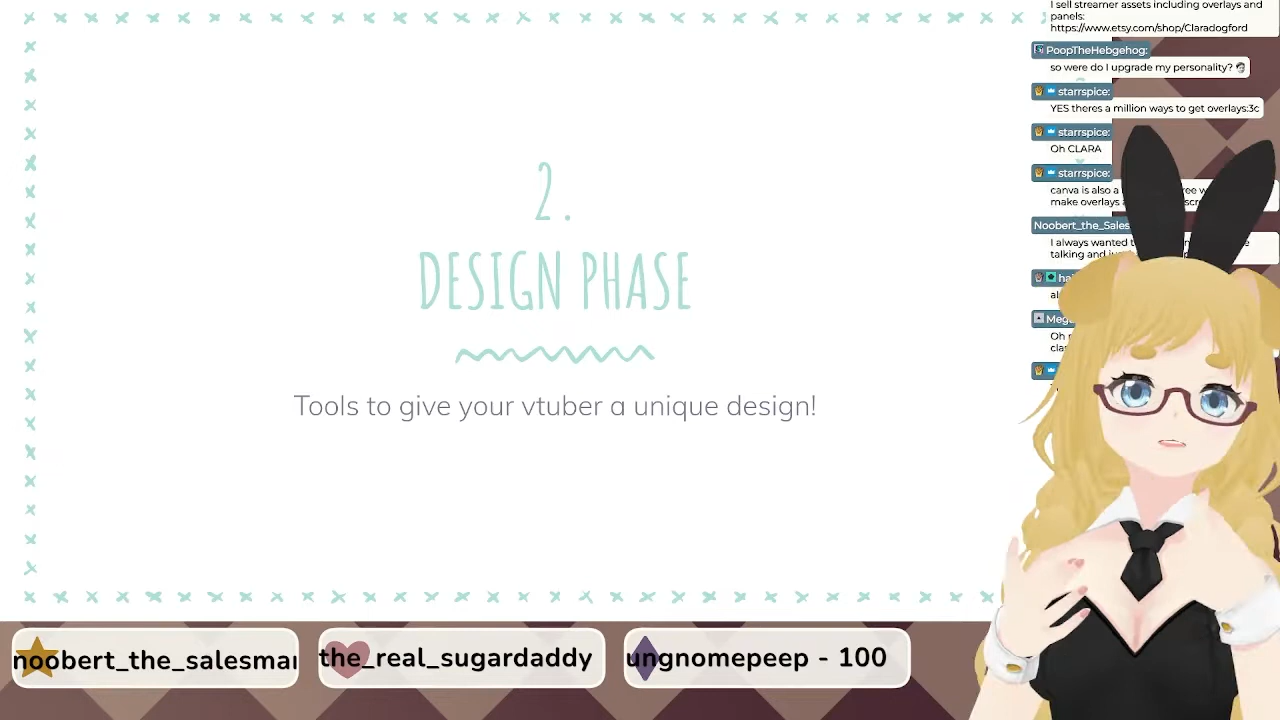 2.
DESIGN PHASE
Tools to give your vtuber a unique design!
I sell streamer assets including overlays and
panels:
https://www.etsy.com/shop/Claradogford
PoopTheHebgehog:
so were do I upgrade my personality?
starrspice:
YES theres a million ways to get overlays:3c
starrspice:
Oh CLARA
starrspice:
canva is also a
make overlays
Noobert_the_Sales
I always wanted
talking and
Oh
noobert_the_salesman
the_real_sugardaddy
ungnomepeep - 100